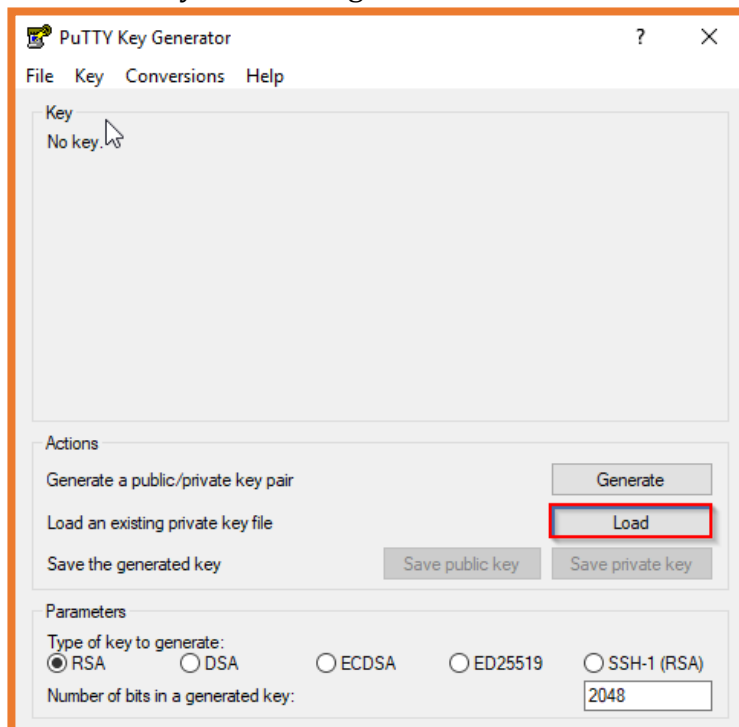 PuTTY Key Generator ? X
File Key Conversions Help
Key
No key.
Actions
Generate a public/private key pair Generate
Load an existing private key file Load
Save the generated key Save public key Save private key
Parameters
Type of key to generate:
RSA DSA ECDSA ED25519 SSH-1 (RSA)
Number of bits in a generated key: 2048